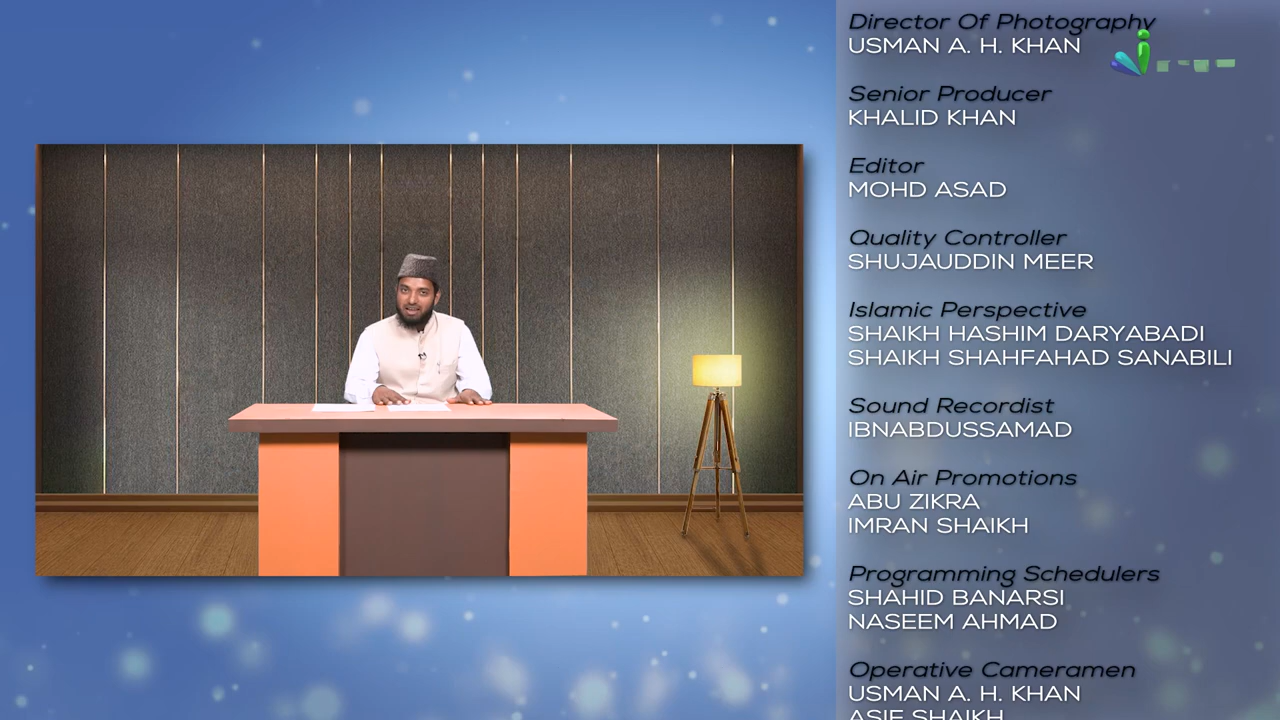 Director Of Photography
USMAN A. H. KHAN
Senior Producer
KHALID KHAN
Editor
MOHD ASAD
Quality Controller
SHUJAUDDIN MEER
Islamic Perspective
SHAIKH HASHIM DARYABADI
SHAIKH SHAHFAHAD SANABILI
Sound Recordist
IBNABDUSSAMAD
On Air Promotions
ABU ZIKRA
IMRAN SHAIKH
Programming Schedulers
SHAHID BANARSI
NASEEM AHMAD
Operative Cameramen
USMAN A. H. KHAN
ASIF SHAIKH